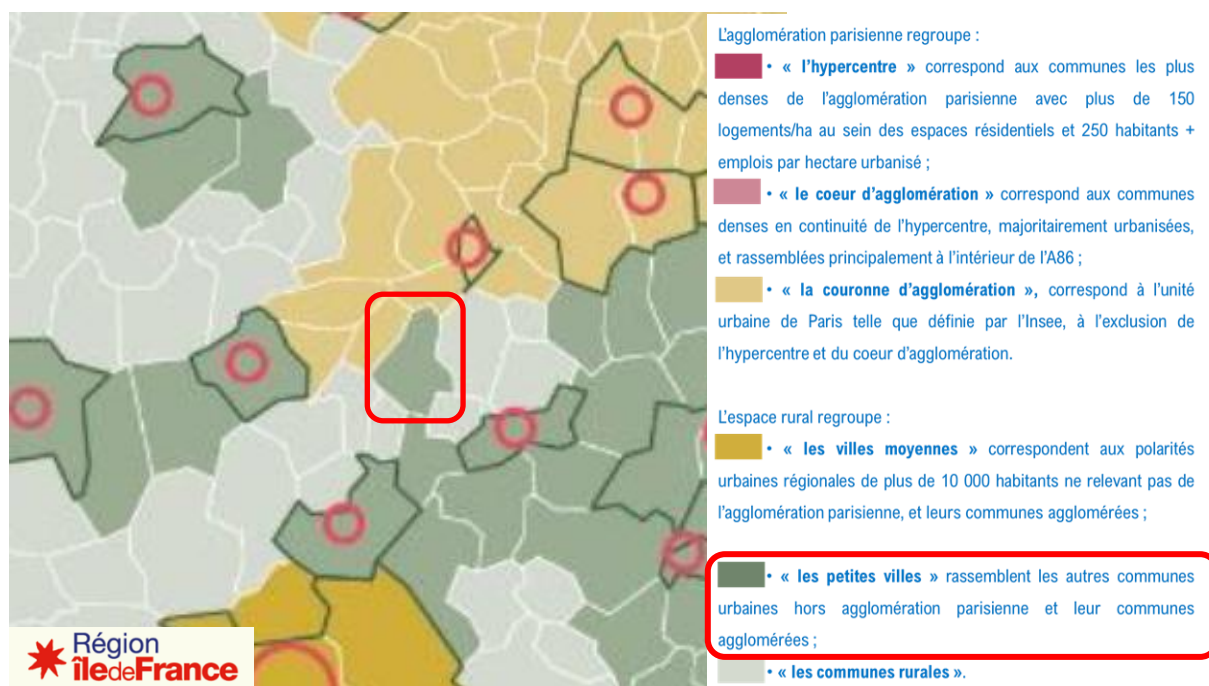 L'agglomération parisienne regroupe :
• « l'hypercentre » correspond aux communes les plus
denses de l'agglomération parisienne avec plus de 150
logements/ha au sein des espaces résidentiels et 250 habitants +
emplois par hectare urbanisé ;
• « le coeur d'agglomération » correspond aux communes
denses en continuité de l'hypercentre, majoritairement urbanisées,
et rassemblées principalement à l'intérieur de l'A86 ;
• « la couronne d'agglomération », correspond à l'unité
urbaine de Paris telle que définie par l'Insee, à l'exclusion de
l'hypercentre et du coeur d'agglomération.
L'espace rural regroupe :
• « les villes moyennes » correspondent aux polarités
urbaines régionales de plus de 10 000 habitants ne relevant pas de
l'agglomération parisienne, et leurs communes agglomérées ;
• « les petites villes » rassemblent les autres communes
urbaines hors agglomération parisienne et leur communes
agglomérées ;
• « les communes rurales ».
Région
îledeFrance